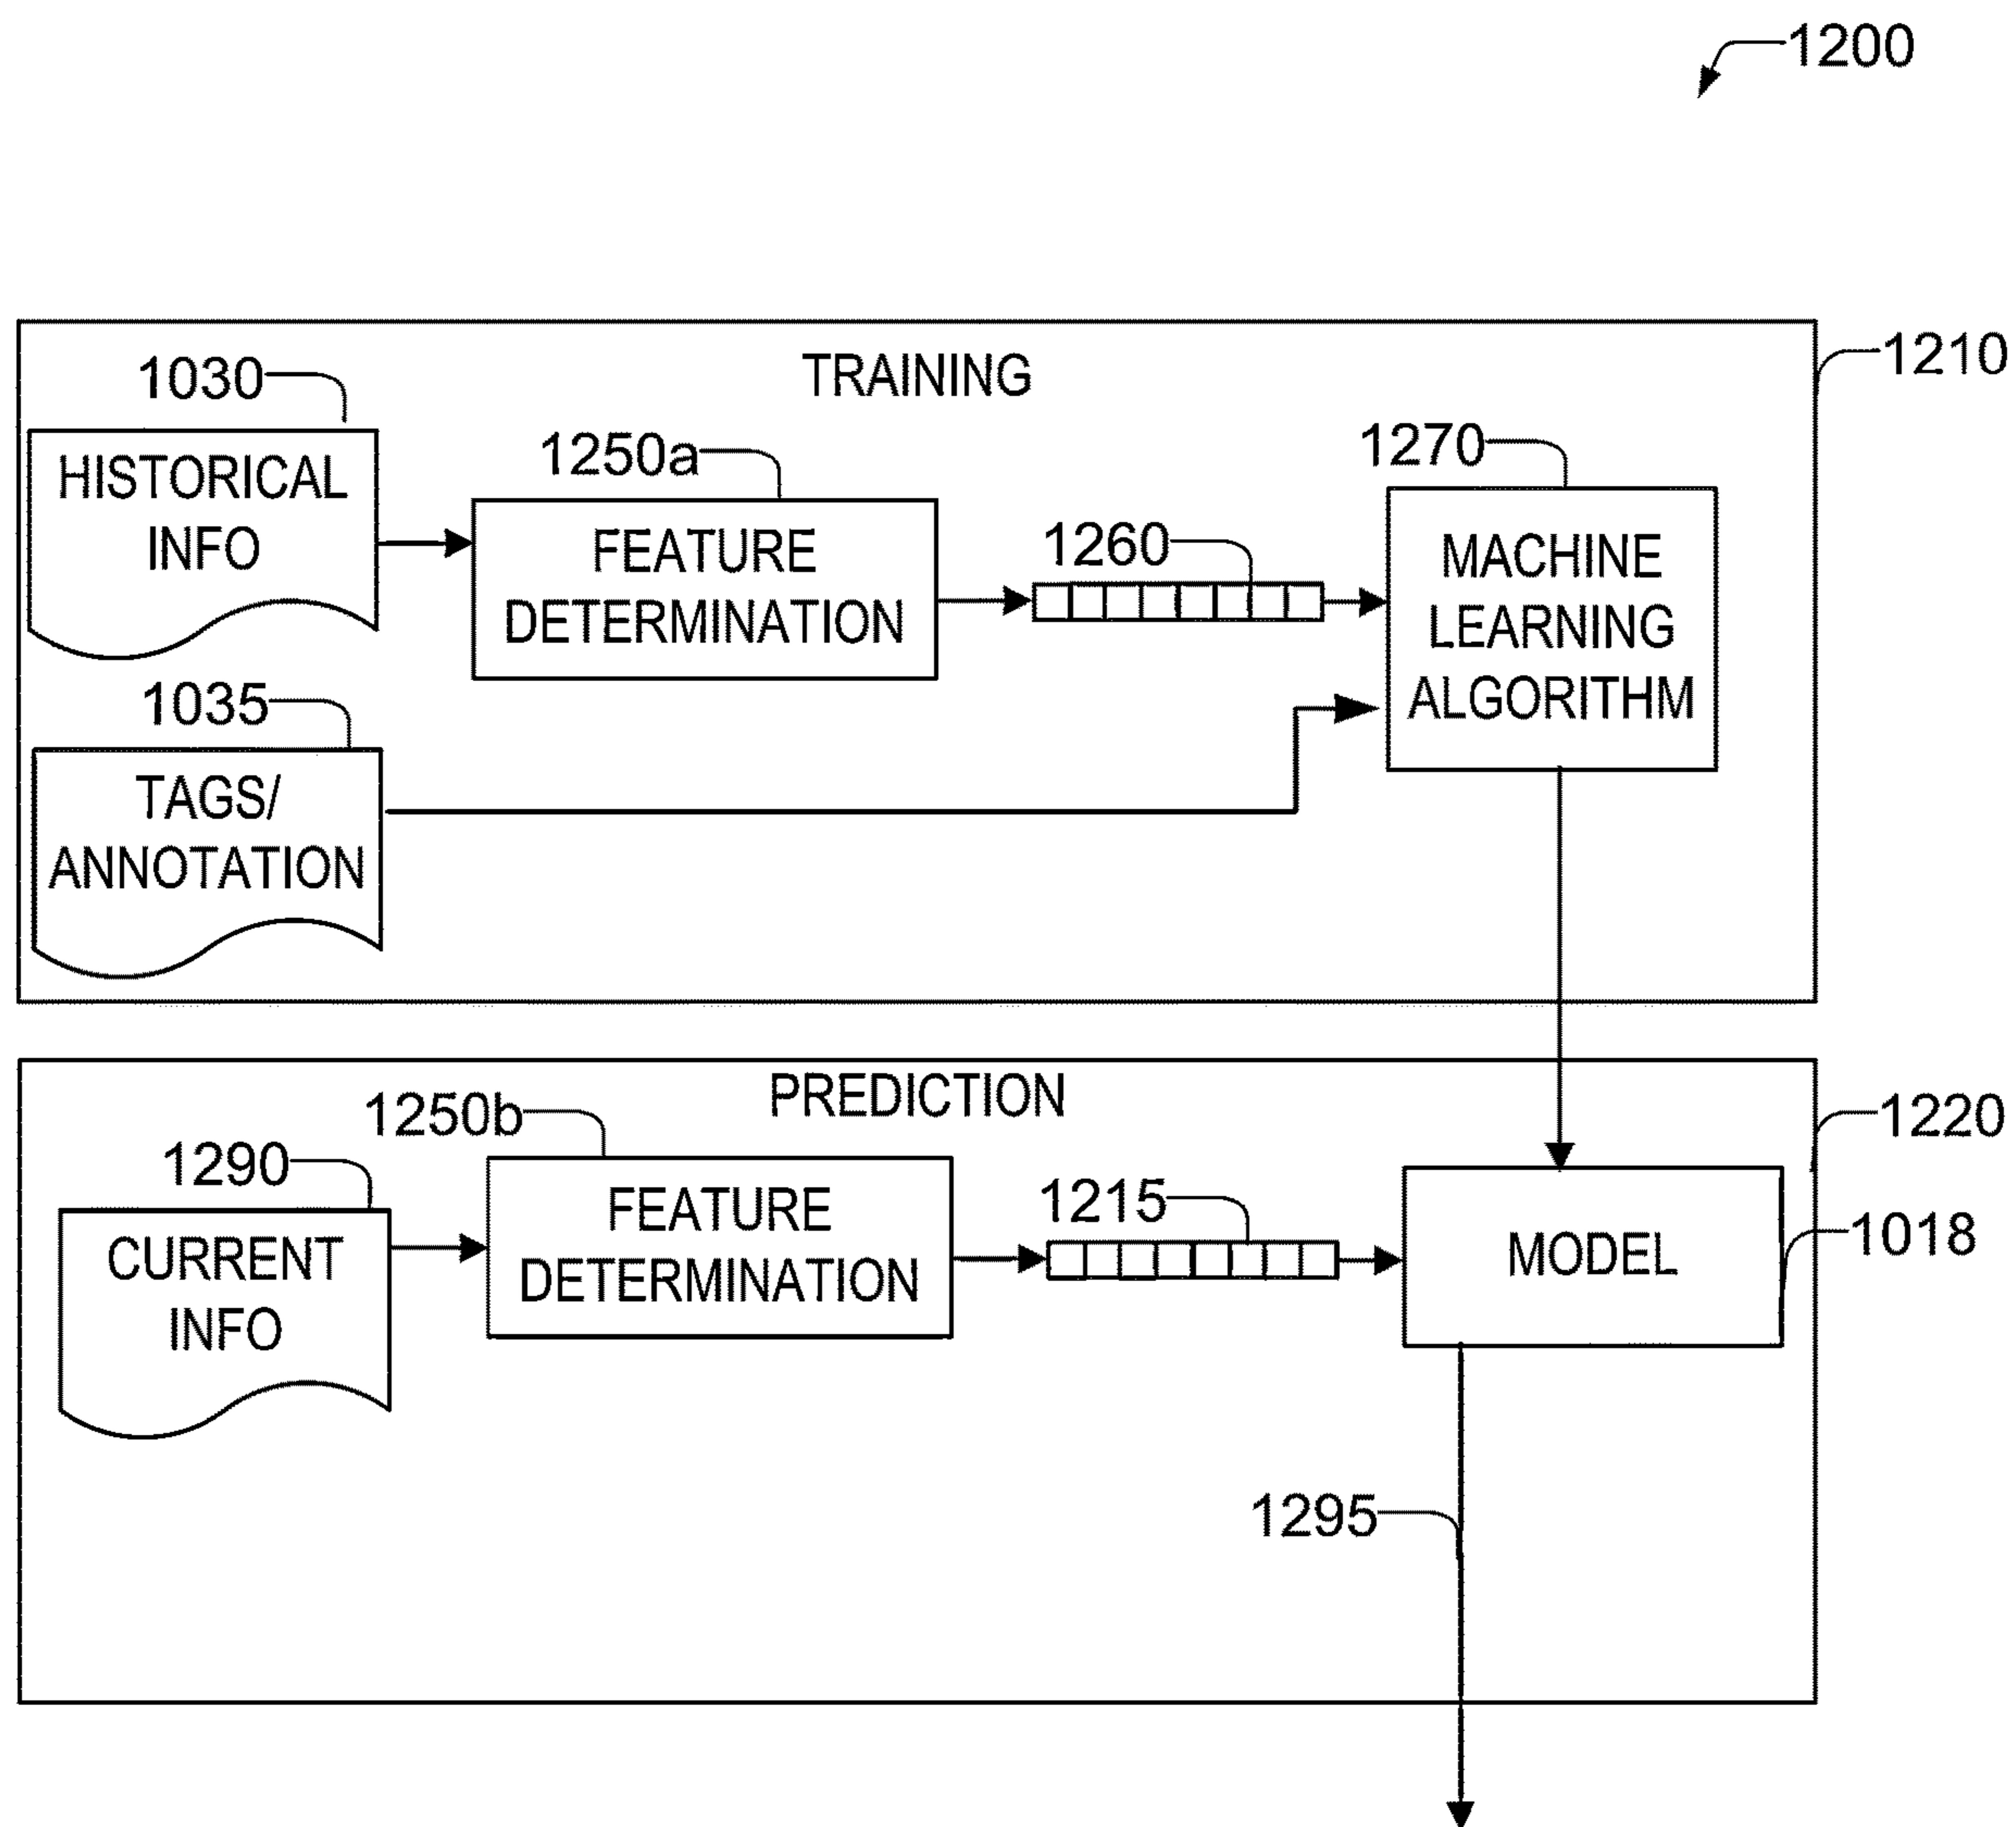 1200
TRAINING
1210
1030
HISTORICAL
INFO
1250a
FEATURE
DETERMINATION
1260
1270
MACHINE
LEARNING
ALGORITHM
1035
TAGS/
ANNOTATION
PREDICTION
1220
1290
CURRENT
INFO
1250b
FEATURE
DETERMINATION
1215
MODEL
1018
1295